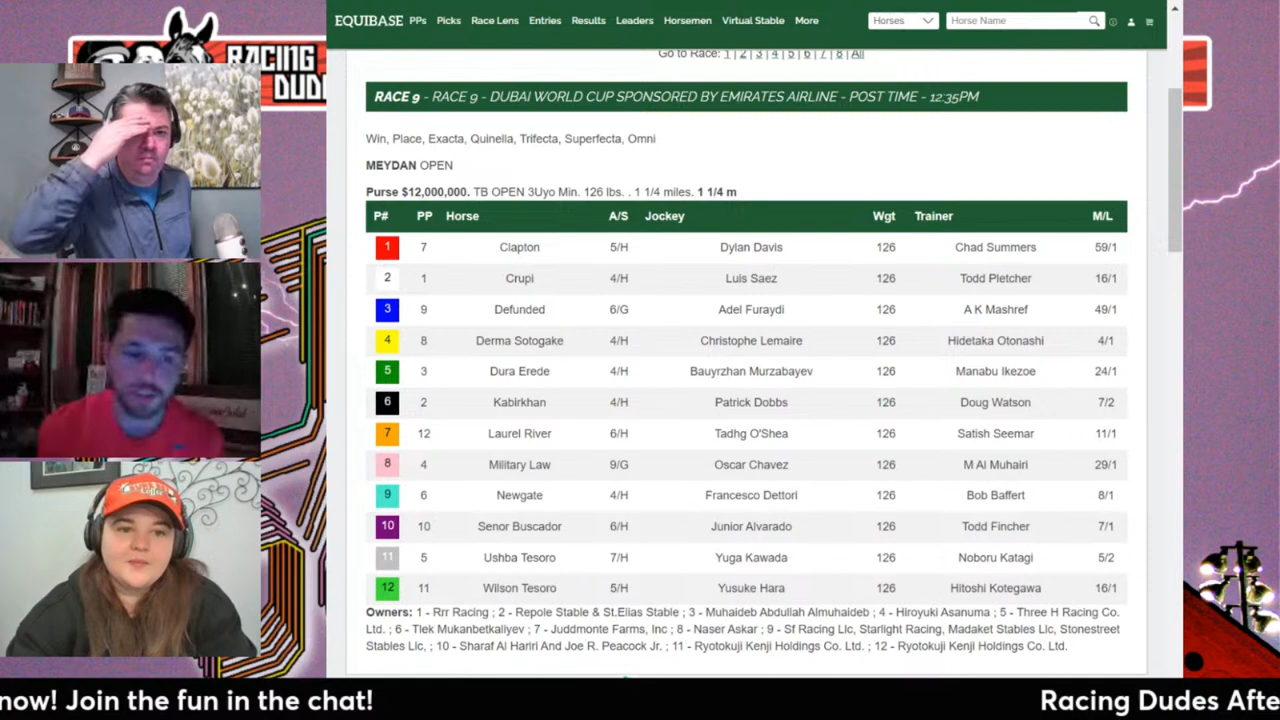 EQUIBASE PPs Picks Race Lens Entries Results Leaders Horsemen Virtual Stable More Horses Horse Name
RACING
DUDE
Go to Race: 1 | 2 | 3 | 4 | 5 | 6 | 7 | 8 | All
RACE 9 - RACE 9 - DUBAI WORLD CUP SPONSORED BY EMIRATES AIRLINE - POST TIME - 12:35PM
Win, Place, Exacta, Quinella, Trifecta, Superfecta, Omni
MEYDAN OPEN
Purse $12,000,000. TB OPEN 3Uyo Min. 126 lbs. . 1 1/4 miles. 1 1/4 m
P# PP Horse A/S Jockey Wgt Trainer M/L
1 7 Clapton 5/H Dylan Davis 126 Chad Summers 59/1
2 1 Crupi 4/H Luis Saez 126 Todd Pletcher 16/1
3 9 Defunded 6/G Adel Furaydi 126 A K Mashref 49/1
4 8 Derma Sotogake 4/H Christophe Lemaire 126 Hidetaka Otonashi 4/1
5 3 Dura Erede 4/H Bauyrzhan Murzabayev 126 Manabu Ikezoe 24/1
6 2 Kabirkhan 4/H Patrick Dobbs 126 Doug Watson 7/2
7 12 Laurel River 6/H Tadhg O'Shea 126 Satish Seemar 11/1
8 4 Military Law 9/G Oscar Chavez 126 M Al Muhairi 29/1
9 6 Newgate 4/H Francesco Dettori 126 Bob Baffert 8/1
10 10 Senor Buscador 6/H Junior Alvarado 126 Todd Fincher 7/1
11 5 Ushba Tesoro 7/H Yuga Kawada 126 Noboru Katagi 5/2
12 11 Wilson Tesoro 5/H Yusuke Hara 126 Hitoshi Kotegawa 16/1
Owners: 1 - Rrr Racing ; 2 - Repole Stable & St.Elias Stable ; 3 - Muhaideb Abdullah Almuhaideb ; 4 - Hiroyuki Asanuma ; 5 - Three H Racing Co.
Ltd. ; 6 - Tlek Mukanbetkaliyev ; 7 - Juddmonte Farms, Inc ; 8 - Naser Askar ; 9 - Sf Racing Llc, Starlight Racing, Madaket Stables Llc, Stonestreet
Stables Llc, ; 10 - Sharaf Al Hariri And Joe R. Peacock Jr. ; 11 - Ryotokuji Kenji Holdings Co. Ltd. ; 12 - Ryotokuji Kenji Holdings Co. Ltd.
now! Join the fun in the chat! Racing Dudes Afte